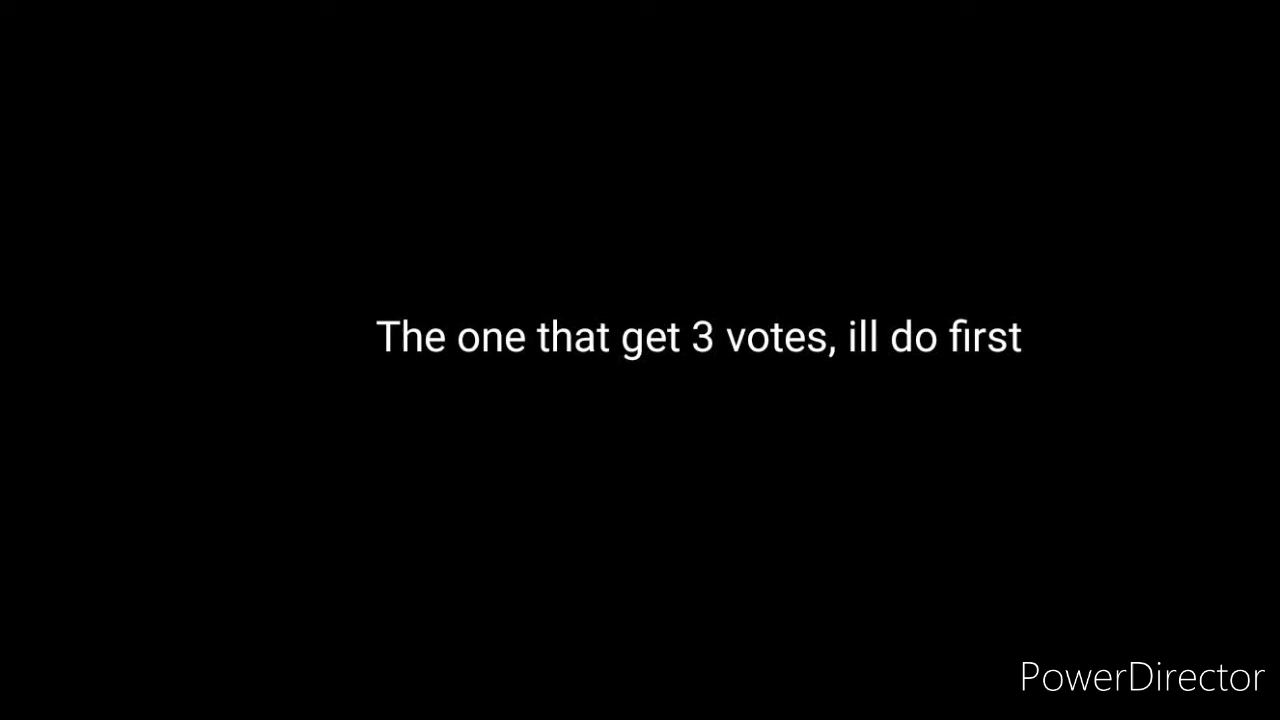 The one that get 3 votes, ill do first
PowerDirector